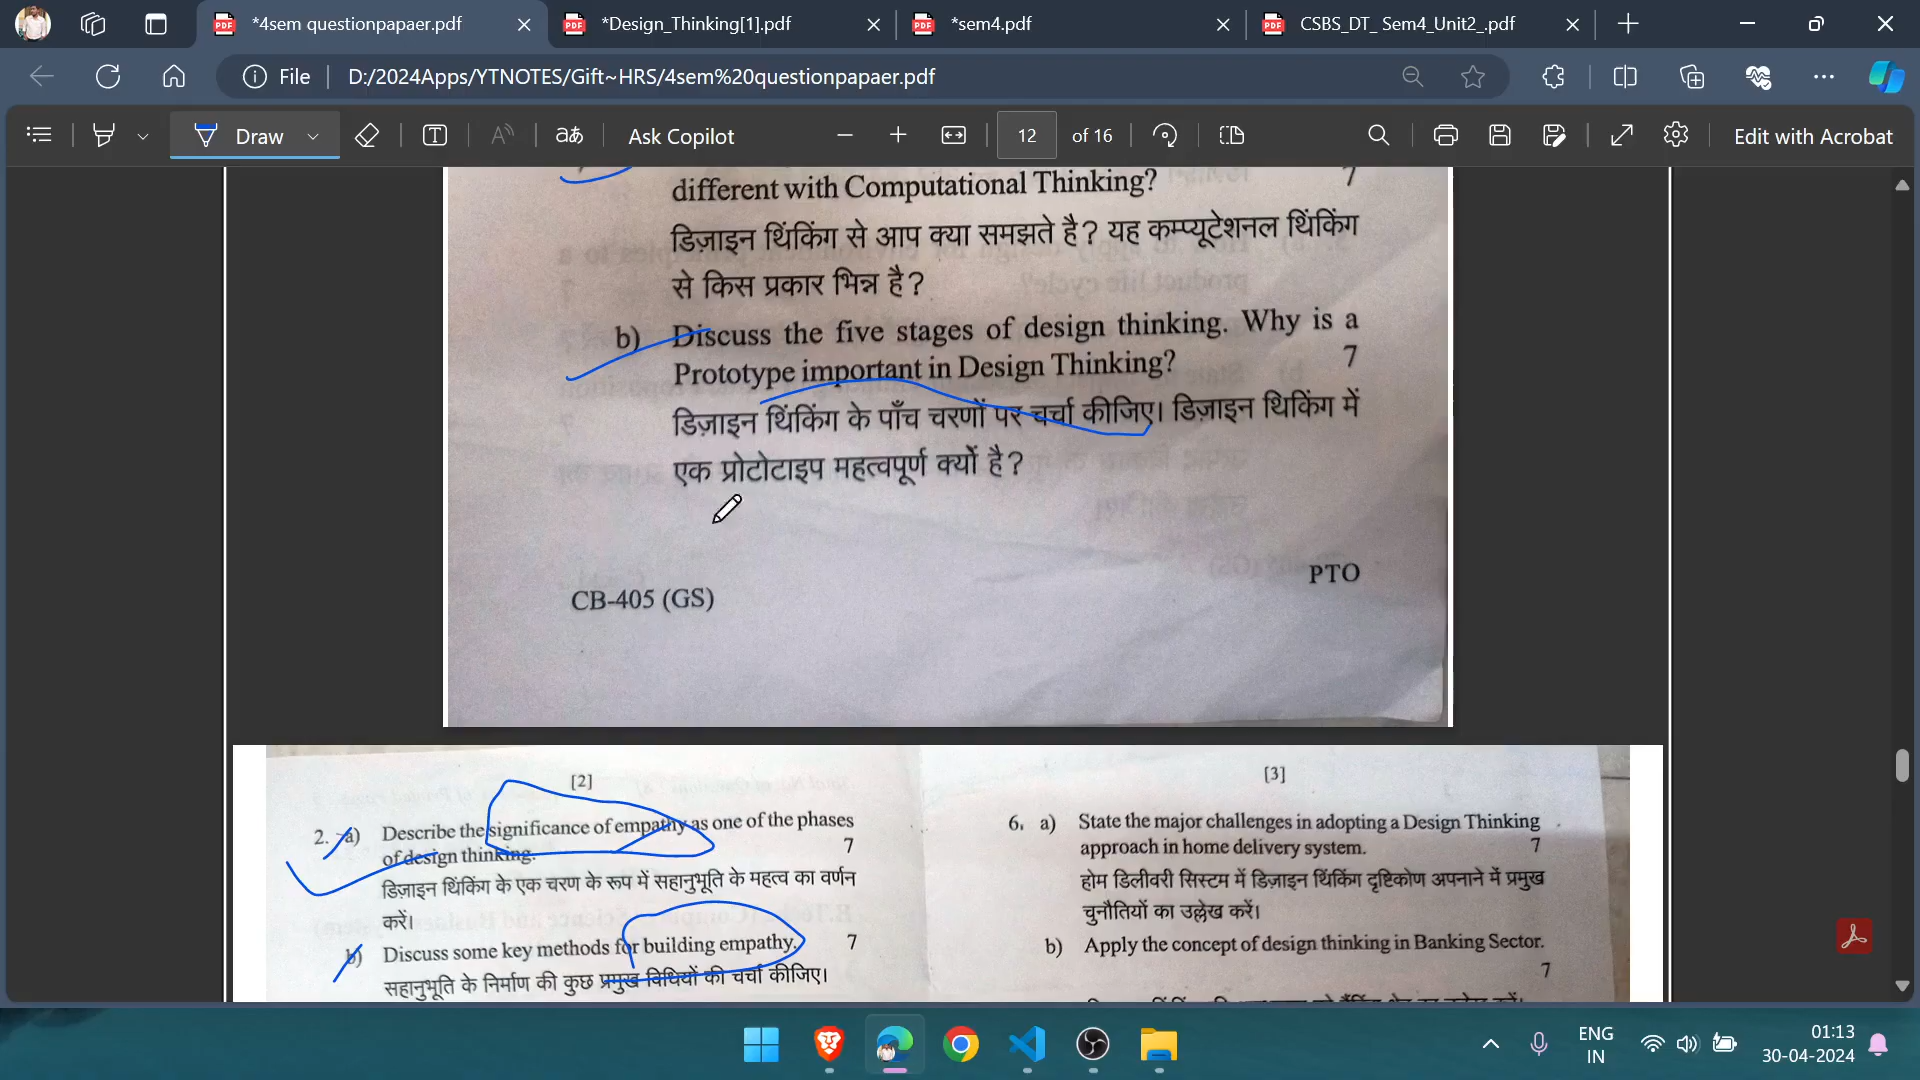 *4sem questionpapaer.pdf
*Design_Thinking[1].pdf
*sem4.pdf
CSBS_DT_ Sem4_Unit2_.pdf
File
D:/2024Apps/YTNOTES/Gift~HRS/4sem%20questionpapaer.pdf
Draw
aあ
Ask Copilot
12 of 16
Edit with Acrobat
different with Computational Thinking? 7
डिज़ाइन थिंकिंग से आप क्या समझते है? यह कम्प्यूटेशनल थिंकिंग
से किस प्रकार भिन्न है?
b) Discuss the five stages of design thinking. Why is a
Prototype important in Design Thinking? 7
डिज़ाइन थिंकिंग के पाँच चरणों पर चर्चा कीजिए। डिज़ाइन थिकिंग में
एक प्रोटोटाइप महत्वपूर्ण क्यों है?
CB-405 (GS)
PTO
[2]
2. a) Describe the significance of empathy as one of the phases
of design thinking. 7
डिज़ाइन थिंकिंग के एक चरण के रूप में सहानुभूति के महत्व का वर्णन
करें।
b) Discuss some key methods for building empathy. 7
सहानुभूति के निर्माण की कुछ प्रमुख विधियों की चर्चा कीजिए।
[3]
6. a) State the major challenges in adopting a Design Thinking
approach in home delivery system. 7
होम डिलीवरी सिस्टम में डिज़ाइन थिंकिंग दृष्टिकोण अपनाने में प्रमुख
चुनौतियों का उल्लेख करें।
b) Apply the concept of design thinking in Banking Sector.
7
ENG
IN
01:13
30-04-2024